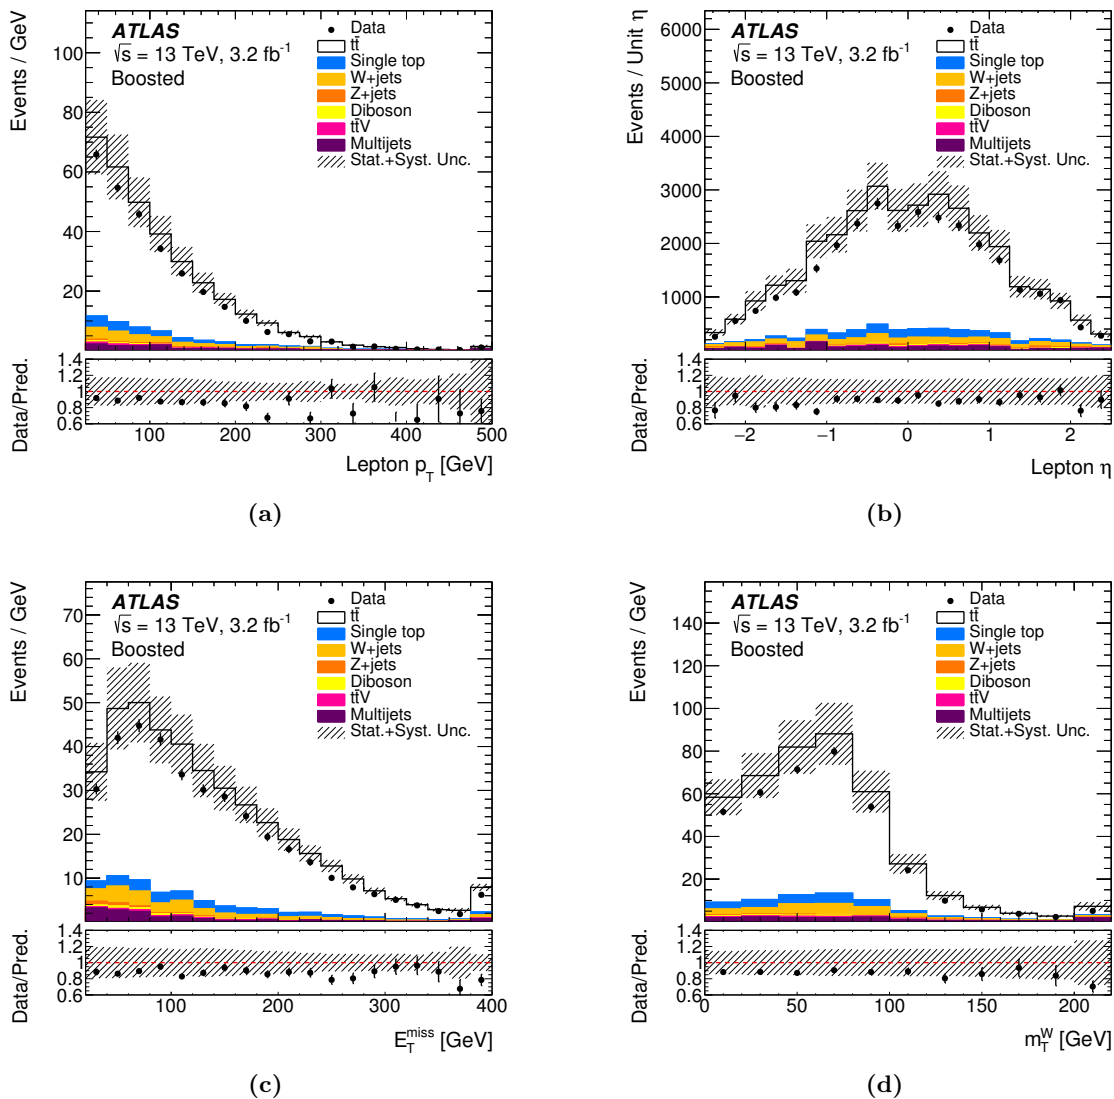 ATLAS
√s = 13 TeV, 3.2 fb⁻¹
Boosted
Data
tt̄
Single top
W+jets
Z+jets
Diboson
tt̄V
Multijets
Stat.+Syst. Unc.
Events / GeV
100
80
60
40
20
Data/Pred.
1.4
1.2
1
0.8
0.6
100 200 300 400 500
Lepton p_T [GeV]
(a)
ATLAS
√s = 13 TeV, 3.2 fb⁻¹
Boosted
Data
tt̄
Single top
W+jets
Z+jets
Diboson
tt̄V
Multijets
Stat.+Syst. Unc.
Events / Unit η
6000
5000
4000
3000
2000
1000
Data/Pred.
1.4
1.2
1
0.8
0.6
−2 −1 0 1 2
Lepton η
(b)
ATLAS
√s = 13 TeV, 3.2 fb⁻¹
Boosted
Data
tt̄
Single top
W+jets
Z+jets
Diboson
tt̄V
Multijets
Stat.+Syst. Unc.
Events / GeV
70
60
50
40
30
20
10
Data/Pred.
1.4
1.2
1
0.8
0.6
100 200 300 400
E_T^miss [GeV]
(c)
ATLAS
√s = 13 TeV, 3.2 fb⁻¹
Boosted
Data
tt̄
Single top
W+jets
Z+jets
Diboson
tt̄V
Multijets
Stat.+Syst. Unc.
Events / GeV
140
120
100
80
60
40
20
Data/Pred.
1.4
1.2
1
0.8
0.6
0 50 100 150 200
m_T^W [GeV]
(d)